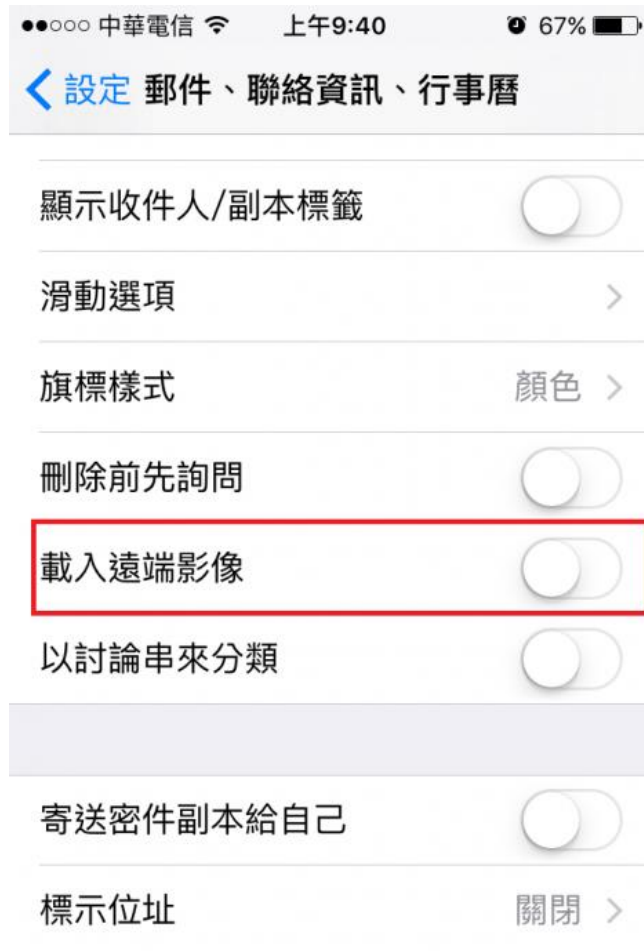 中華電信 上午9:40 67%
設定 郵件、聯絡資訊、行事曆
顯示收件人/副本標籤
滑動選項
旗標樣式 顏色
刪除前先詢問
載入遠端影像
以討論串來分類
寄送密件副本給自己
標示位址 關閉